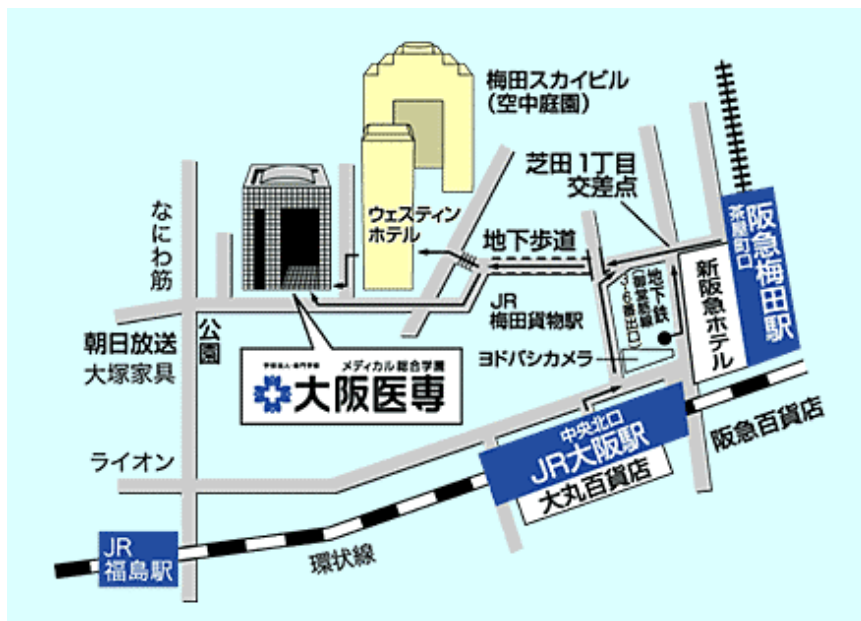 梅田スカイビル
（空中庭園）
芝田1丁目
交差点
なにわ筋
ウェスティン
ホテル
地下歩道
阪急梅田駅
茶屋町口
新阪急ホテル
地下鉄
（御堂筋線
3・6番出口）
JR
梅田貨物駅
ヨドバシカメラ
朝日放送
大塚家具
公園
メディカル総合学園
大阪医専
中央北口
JR大阪駅
大丸百貨店
阪急百貨店
ライオン
JR
福島駅
環状線